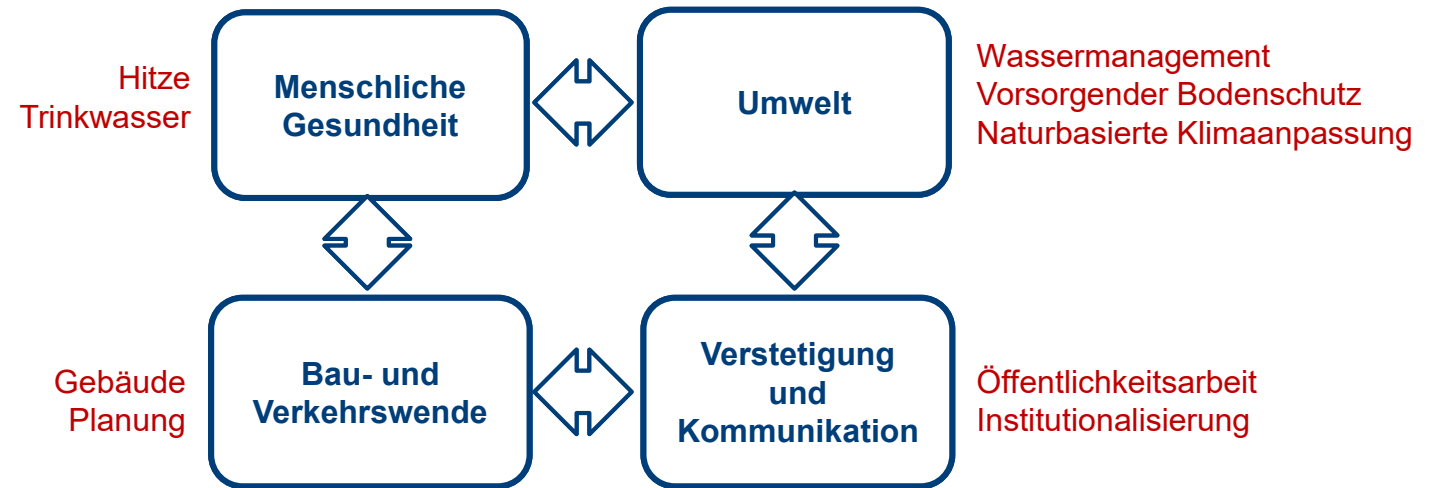 Hitze
Trinkwasser
Menschliche
Gesundheit
Umwelt
Wassermanagement
Vorsorgender Bodenschutz
Naturbasierte Klimaanpassung
Gebäude
Planung
Bau- und
Verkehrswende
Verstetigung
und
Kommunikation
Öffentlichkeitsarbeit
Institutionalisierung